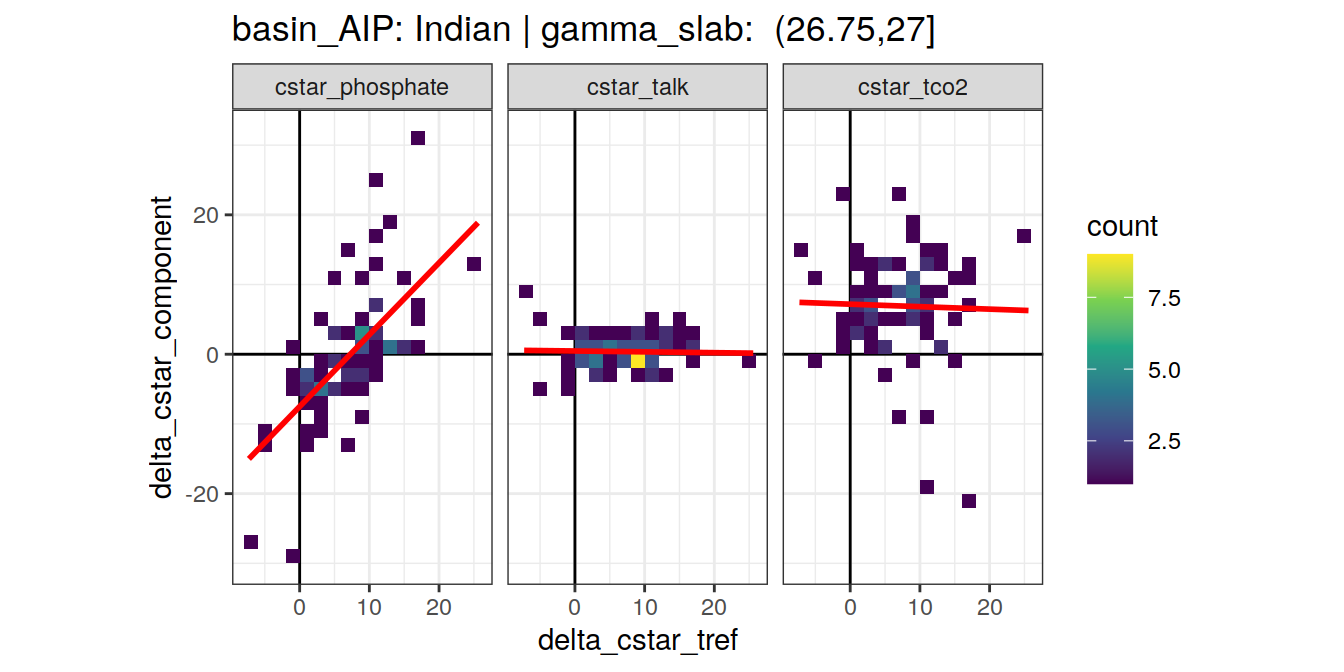 basin_AIP: Indian | gamma_slab:  (26.75,27]
cstar_phosphate
cstar_talk
cstar_tco2
delta_cstar_component
20
0
-20
0
10
20
0
10
20
0
10
20
delta_cstar_tref
count
7.5
5.0
2.5